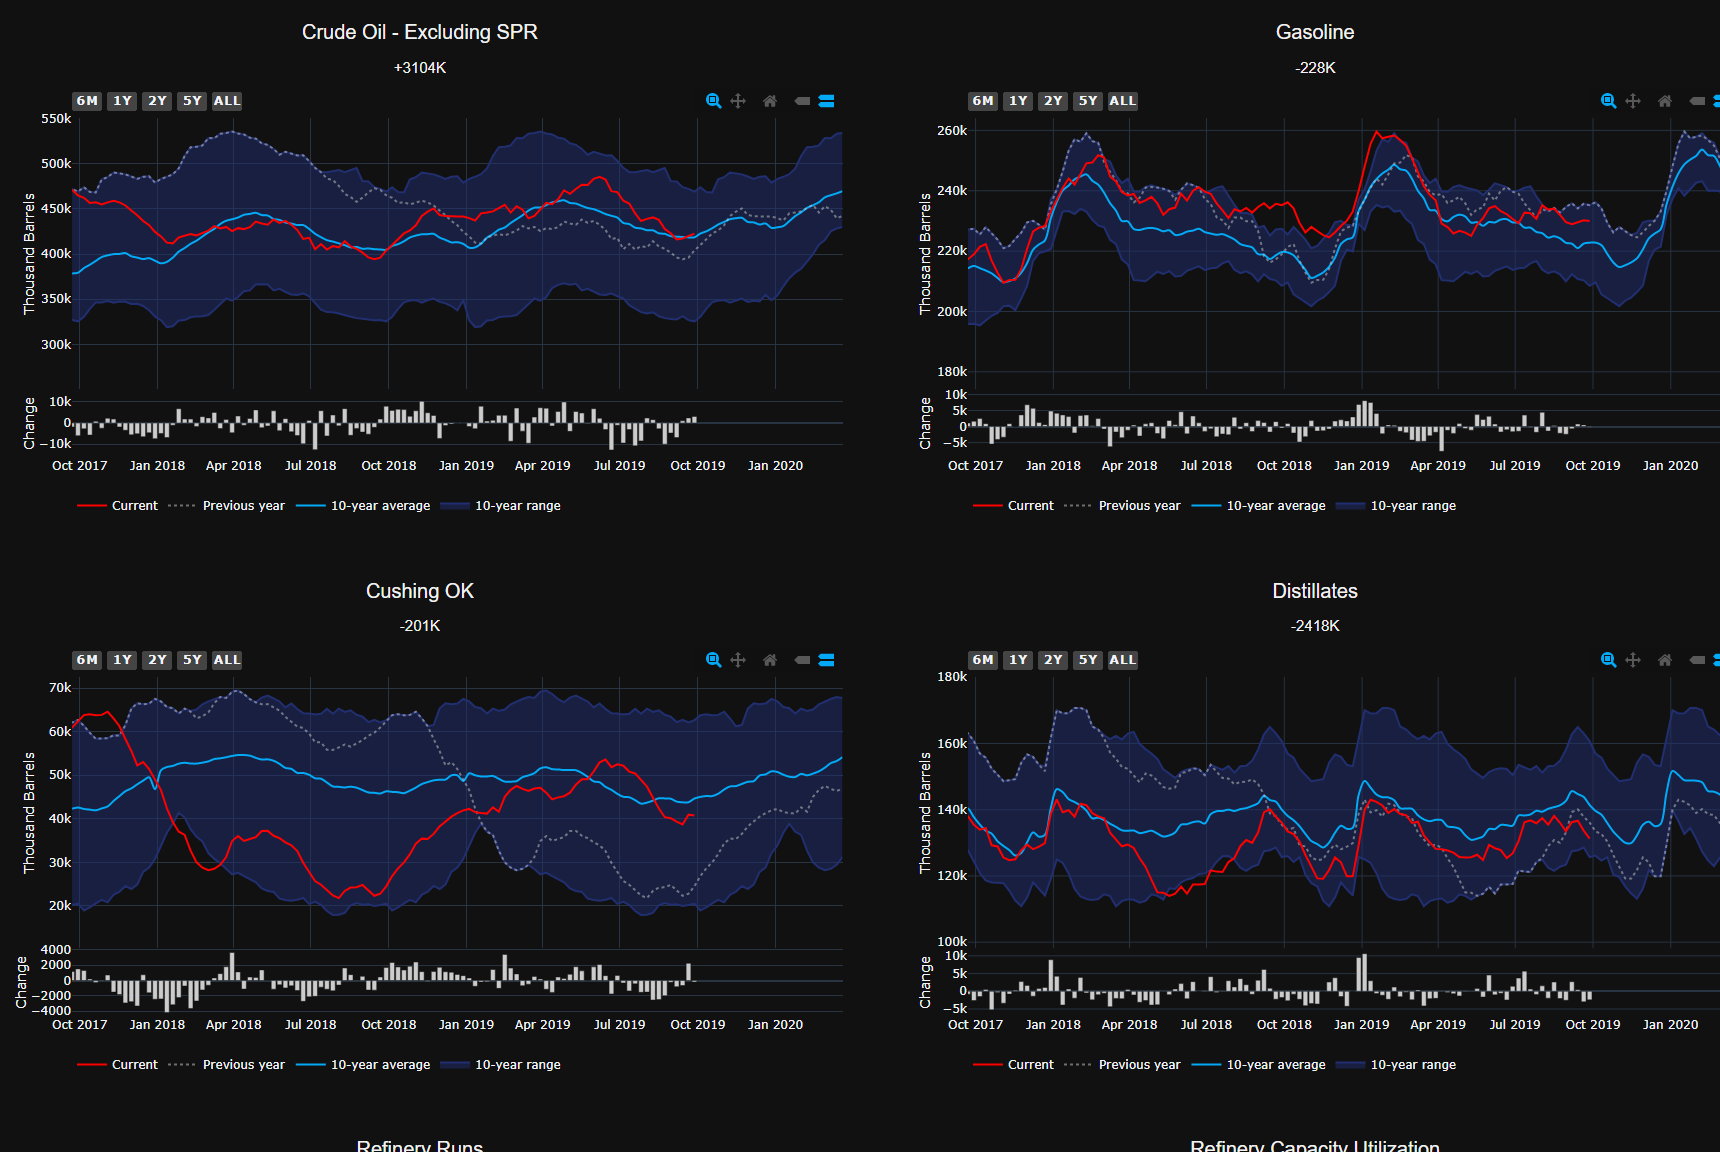 Crude Oil - Excluding SPR
+3104K
6M 1Y 2Y 5Y ALL
550k
500k
450k
400k
350k
300k
Thousand Barrels
10k
0
−10k
Change
Oct 2017 Jan 2018 Apr 2018 Jul 2018 Oct 2018 Jan 2019 Apr 2019 Jul 2019 Oct 2019 Jan 2020
Current Previous year 10-year average 10-year range
Gasoline
-228K
6M 1Y 2Y 5Y ALL
260k
240k
220k
200k
180k
Thousand Barrels
10k
5k
0
−5k
Change
Oct 2017 Jan 2018 Apr 2018 Jul 2018 Oct 2018 Jan 2019 Apr 2019 Jul 2019 Oct 2019 Jan 2020
Current Previous year 10-year average 10-year range
Cushing OK
-201K
6M 1Y 2Y 5Y ALL
70k
60k
50k
40k
30k
20k
Thousand Barrels
4000
2000
0
−2000
−4000
Change
Oct 2017 Jan 2018 Apr 2018 Jul 2018 Oct 2018 Jan 2019 Apr 2019 Jul 2019 Oct 2019 Jan 2020
Current Previous year 10-year average 10-year range
Distillates
-2418K
6M 1Y 2Y 5Y ALL
180k
160k
140k
120k
100k
Thousand Barrels
10k
5k
0
−5k
Change
Oct 2017 Jan 2018 Apr 2018 Jul 2018 Oct 2018 Jan 2019 Apr 2019 Jul 2019 Oct 2019 Jan 2020
Current Previous year 10-year average 10-year range
Refinery Runs
Refinery Capacity Utilization